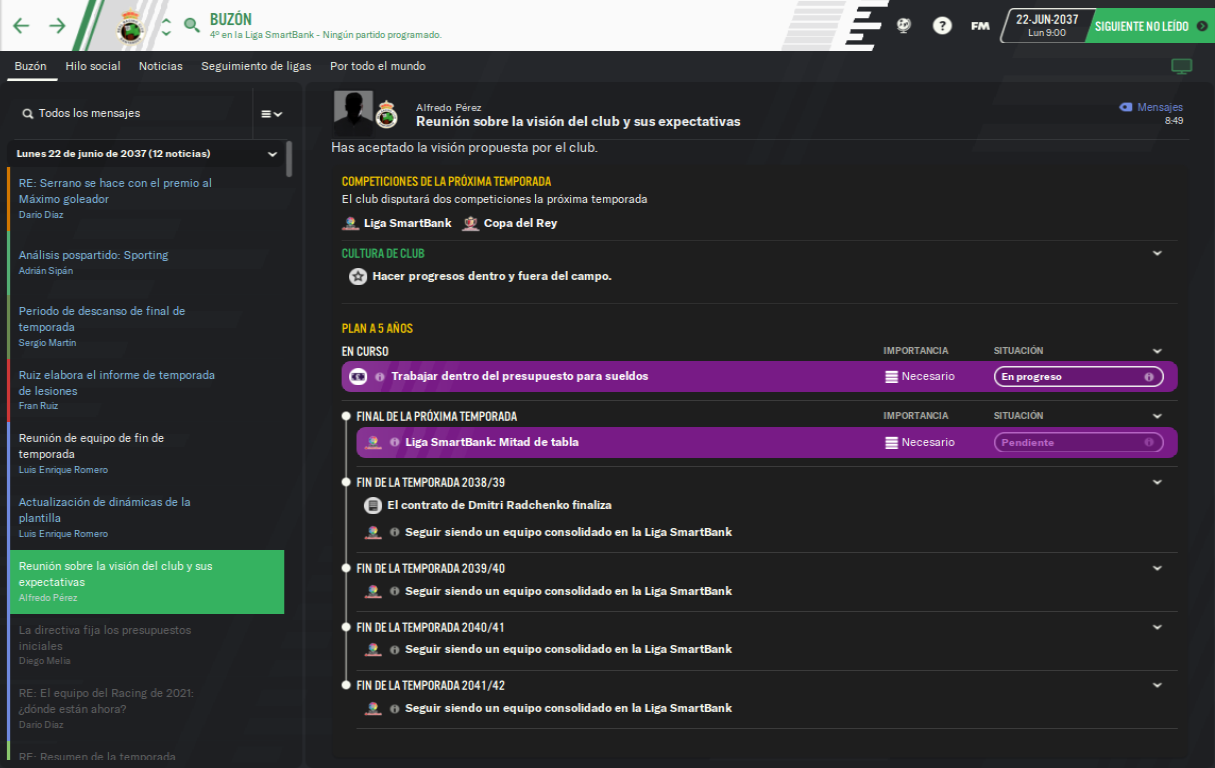 BUZÓN
4º en la Liga SmartBank - Ningún partido programado.
?
FM
22-JUN-2037
Lun 9:00
SIGUIENTE NO LEÍDO
Buzón
Hilo social
Noticias
Seguimiento de ligas
Por todo el mundo
Todos los mensajes
Lunes 22 de junio de 2037 (12 noticias)
RE: Serrano se hace con el premio al
Máximo goleador
Darío Díaz
Análisis pospartido: Sporting
Adrián Sipán
Periodo de descanso de final de
temporada
Sergio Martín
Ruiz elabora el informe de temporada
de lesiones
Fran Ruiz
Reunión de equipo de fin de
temporada
Luis Enrique Romero
Actualización de dinámicas de la
plantilla
Luis Enrique Romero
Reunión sobre la visión del club y sus
expectativas
Alfredo Pérez
La directiva fija los presupuestos
iniciales
Diego Melia
RE: El equipo del Racing de 2021:
¿dónde están ahora?
Darío Díaz
RE: Resumen de la temporada
Alfredo Pérez
Reunión sobre la visión del club y sus expectativas
Mensajes
8:49
Has aceptado la visión propuesta por el club.
COMPETICIONES DE LA PRÓXIMA TEMPORADA
El club disputará dos competiciones la próxima temporada
Liga SmartBank
Copa del Rey
CULTURA DE CLUB
Hacer progresos dentro y fuera del campo.
PLAN A 5 AÑOS
EN CURSO
IMPORTANCIA
SITUACIÓN
Trabajar dentro del presupuesto para sueldos
Necesario
En progreso
FINAL DE LA PRÓXIMA TEMPORADA
IMPORTANCIA
SITUACIÓN
Liga SmartBank: Mitad de tabla
Necesario
Pendiente
FIN DE LA TEMPORADA 2038/39
El contrato de Dmitri Radchenko finaliza
Seguir siendo un equipo consolidado en la Liga SmartBank
FIN DE LA TEMPORADA 2039/40
Seguir siendo un equipo consolidado en la Liga SmartBank
FIN DE LA TEMPORADA 2040/41
Seguir siendo un equipo consolidado en la Liga SmartBank
FIN DE LA TEMPORADA 2041/42
Seguir siendo un equipo consolidado en la Liga SmartBank